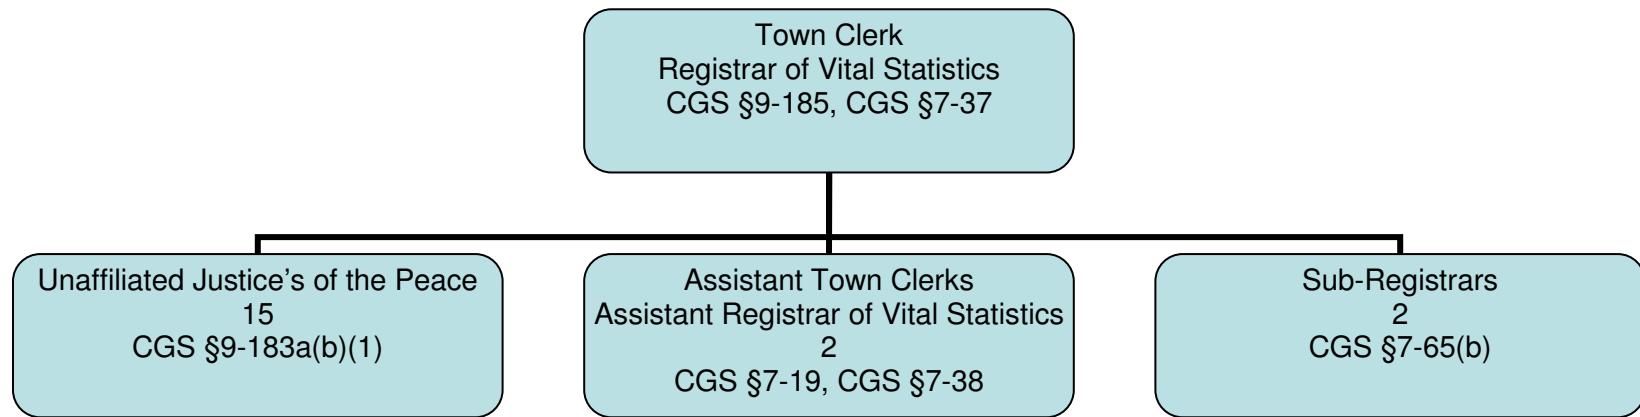 Town Clerk
Registrar of Vital Statistics
CGS §9-185, CGS §7-37
Unaffiliated Justice's of the Peace
15
CGS §9-183a(b)(1)
Assistant Town Clerks
Assistant Registrar of Vital Statistics
2
CGS §7-19, CGS §7-38
Sub-Registrars
2
CGS §7-65(b)